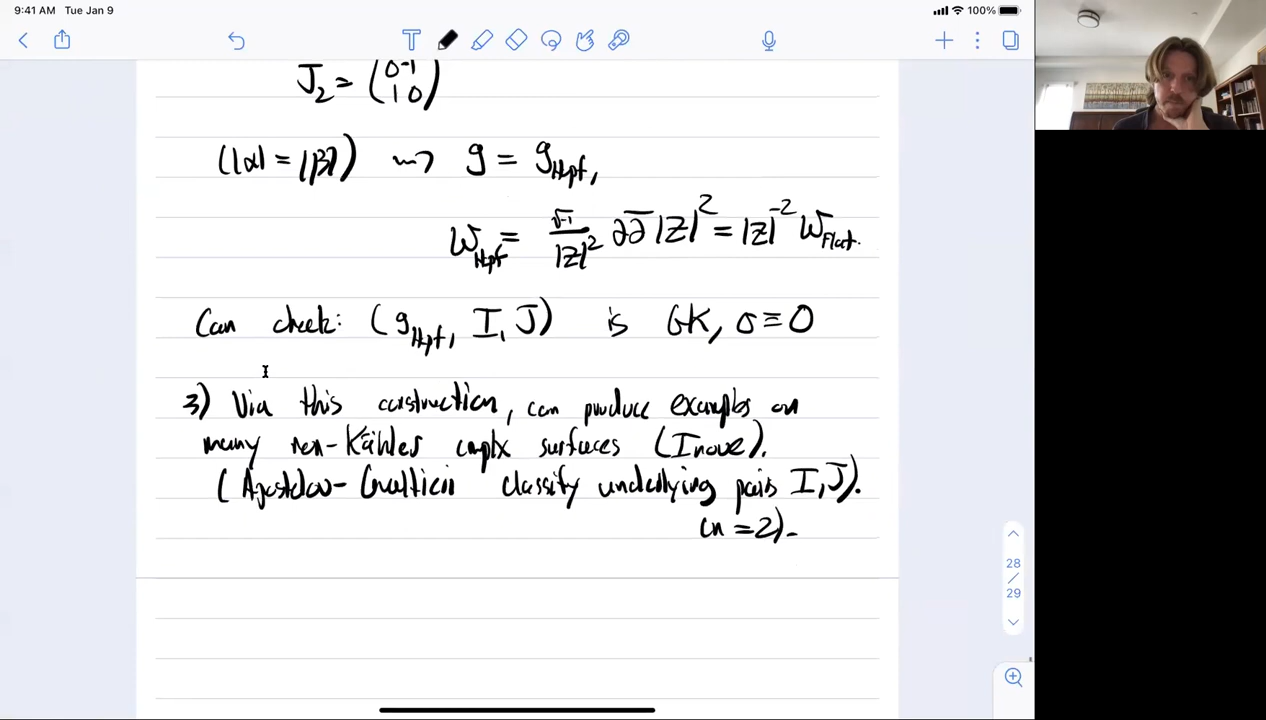 9:41 AM Tue Jan 9
100%
J₂ = (0 -1
1 0)
(|α| = |β|) ⇝ g = g_Hopf,
ω_Hopf = √-1/|z|² ∂∂̄|z|² = |z|⁻² ω_Flat.
Can check: (g_Hopf, I, J) is GK, σ ≡ 0
3) Via this construction, can produce examples on
many non-Kähler cmplx surfaces (Inoue).
(Apostolov-Gualtieri classify underlying pairs I, J).
(n = 2).
28
/
29